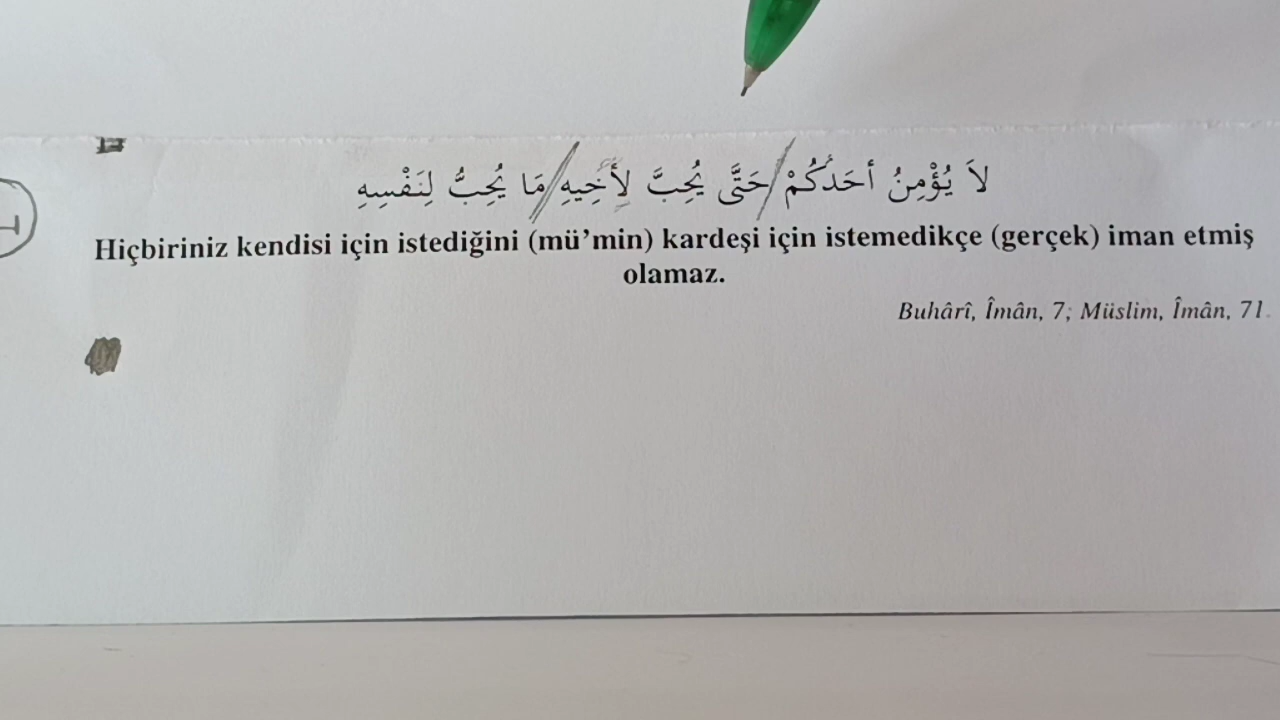 لاَ يُؤْمِنُ أحَدُكُمْ/حَتَّى يُحِبَّ لِأَخِيهِ//مَا يُحِبُّ لِنَفْسِهِ
Hiçbiriniz kendisi için istediğini (mü’min) kardeşi için istemedikçe (gerçek) iman etmiş
olamaz.
Buhârî, Îmân, 7; Müslim, Îmân, 71.